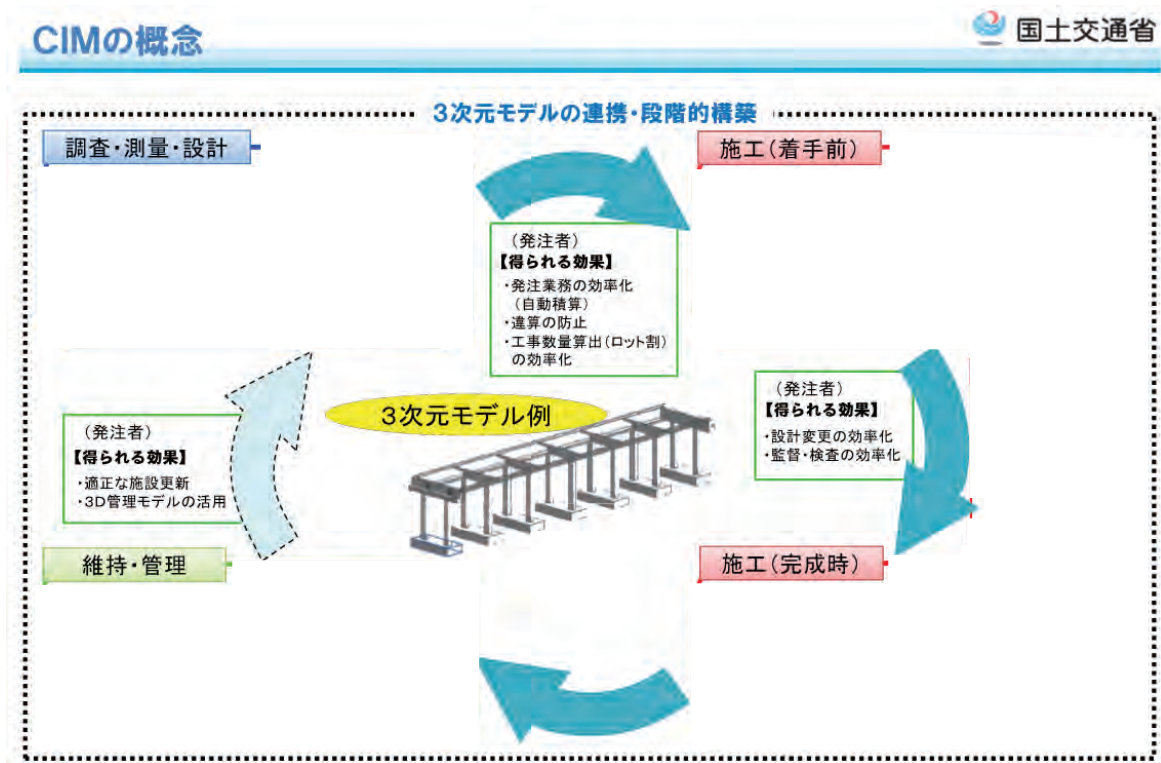 CIMの概念
国土交通省
3次元モデルの連携・段階的構築
調査・測量・設計
施工(着手前)
(発注者)
【得られる効果】
・発注業務の効率化
(自動積算)
・違算の防止
・工事数量算出(ロット割)
の効率化
(発注者)
【得られる効果】
・設計変更の効率化
・監督・検査の効率化
3次元モデル例
(発注者)
【得られる効果】
・適正な施設更新
・3D管理モデルの活用
維持・管理
施工(完成時)